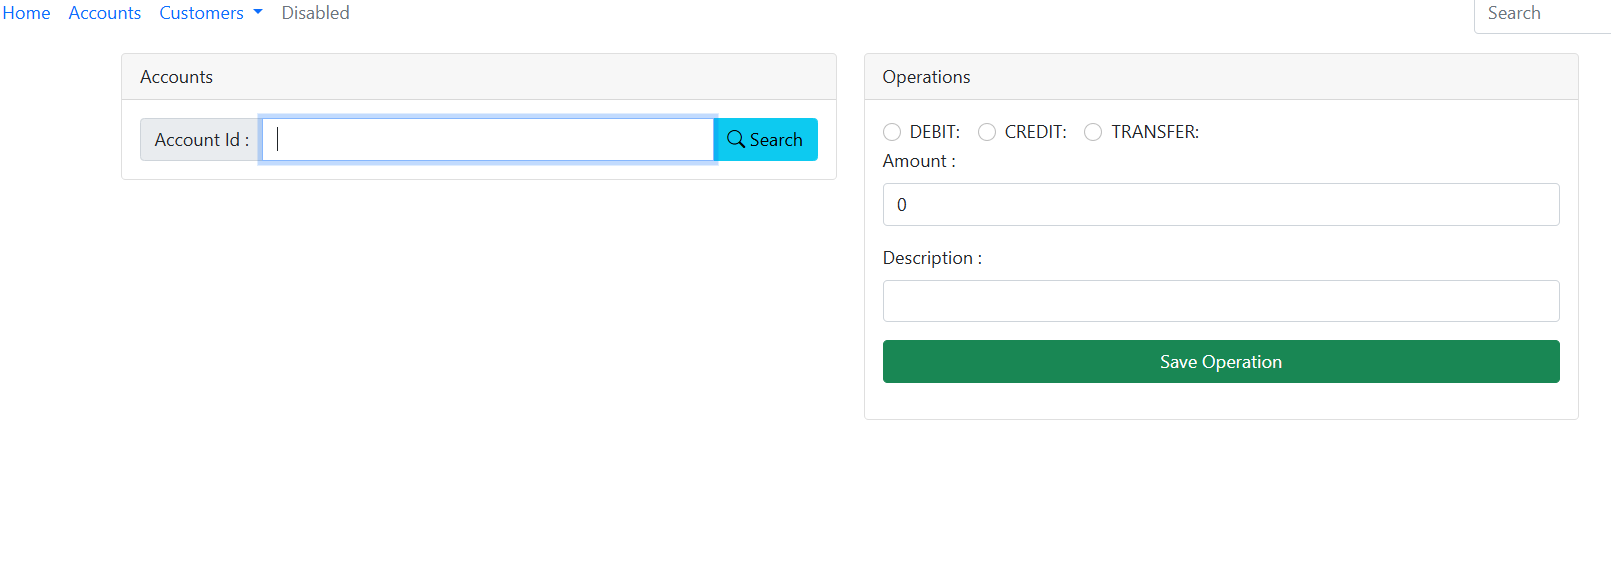 Home Accounts Customers Disabled Search
Accounts
Account Id : Search
Operations
DEBIT: CREDIT: TRANSFER:
Amount :
0
Description :
Save Operation